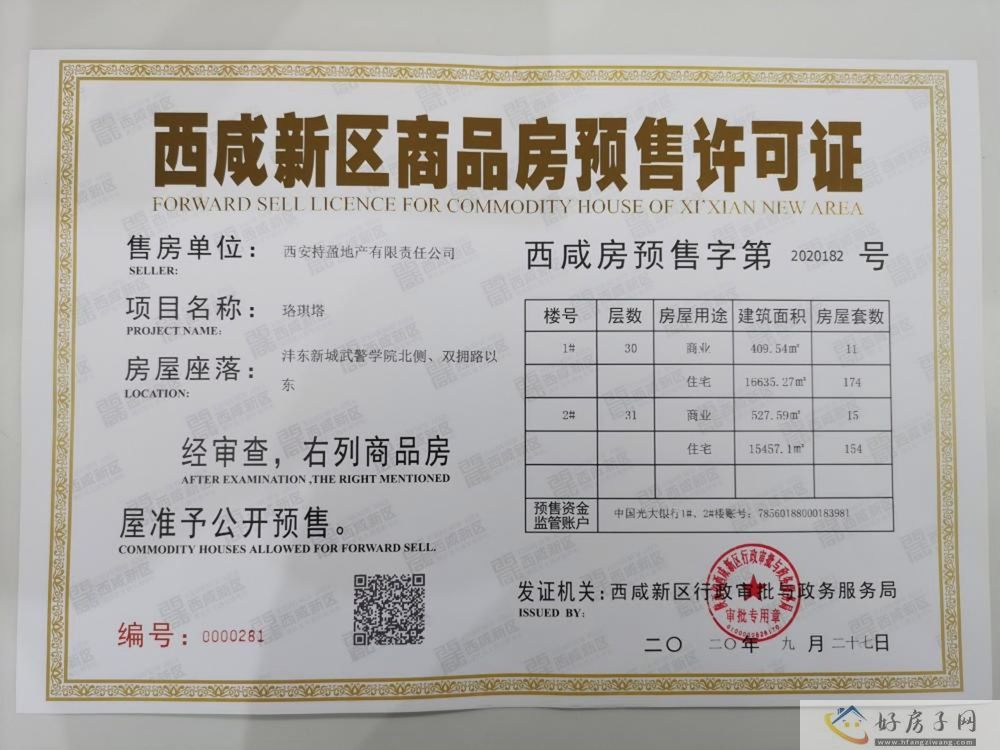 西咸新区商品房预售许可证
FORWARD SELL LICENCE FOR COMMODITY HOUSE OF XI'XIAN NEW AREA
售房单位： 西安持盈地产有限责任公司
SELLER:
项目名称： 珞琪塔
PROJECT NAME:
房屋座落： 沣东新城武警学院北侧、双拥路以
东
LOCATION:
经审查，右列商品房
AFTER EXAMINATION ,THE RIGHT MENTIONED
屋准予公开预售。
COMMODITY HOUSES ALLOWED FOR FORWARD SELL.
编号：0000281
西咸房预售字第 2020182 号
楼号 层数 房屋用途 建筑面积 房屋套数
1# 30 商业 409.54㎡ 11
住宅 16635.27㎡ 174
2# 31 商业 527.59㎡ 15
住宅 15457.1㎡ 154
预售资金
监管账户
中国光大银行1#、2#楼账号：78560188000183981
发证机关：西咸新区行政审批与政务服务局
ISSUED BY:
审批专用章
二〇二〇年 九 月 二十七日
好房子网
www.hfangziwang.com